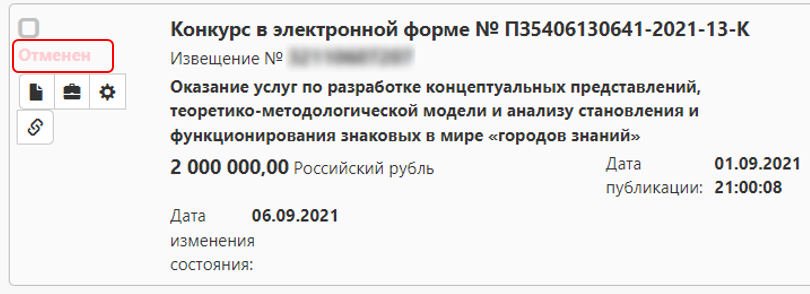 Конкурс в электронной форме № П35406130641-2021-13-К
Отменен
Извещение №
Оказание услуг по разработке концептуальных представлений,
теоретико-методологической модели и анализу становления и
функционирования знаковых в мире «городов знаний»
2 000 000,00 Российский рубль
Дата публикации:
01.09.2021 21:00:08
Дата изменения состояния:
06.09.2021